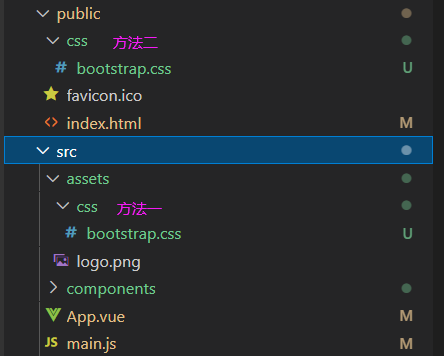 public
css 方法二
# bootstrap.css U
favicon.ico
<> index.html M
src
assets
css 方法一
# bootstrap.css U
logo.png
components
App.vue M
JS main.js M